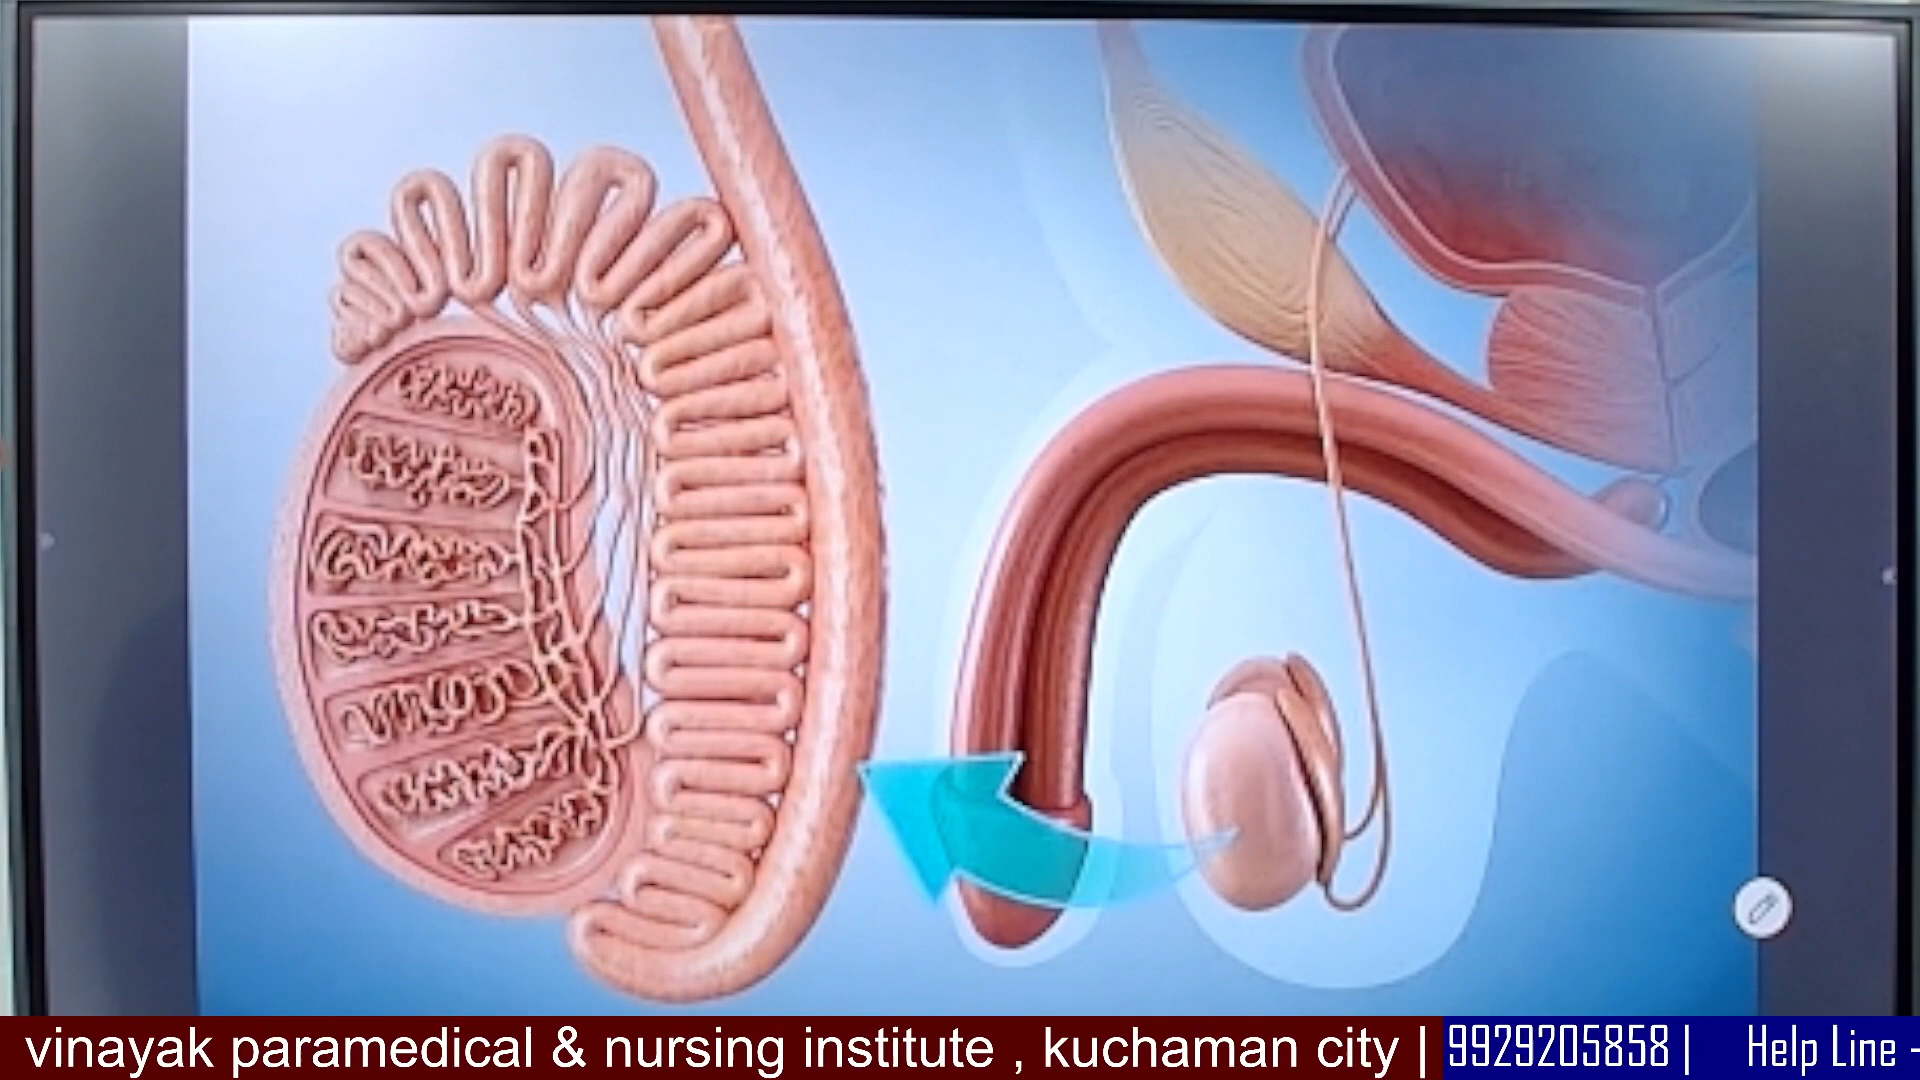 vinayak paramedical & nursing institute , kuchaman city | 9929205858 | Help Line -